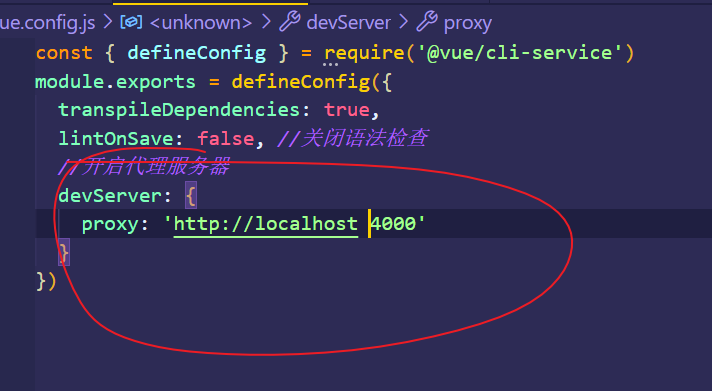 ue.config.js > <unknown> > devServer > proxy
const { defineConfig } = require('@vue/cli-service')
module.exports = defineConfig({
  transpileDependencies: true,
  lintOnSave: false, //关闭语法检查
  //开启代理服务器
  devServer: {
    proxy: 'http://localhost 4000'
  }
})